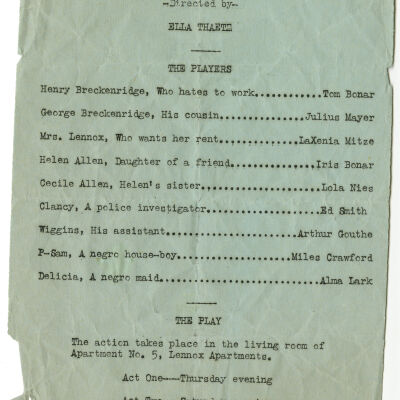 -Directed by-
ELLA THAETZ
THE PLAYERS
Henry Breckenridge, Who hates to work............Tom Bonar
George Breckenridge, His cousin...............Julius Mayer
Mrs. Lennox, Who wants her rent..............LaXenia Mitze
Helen Allen, Daughter of a friend.............Iris Bonar
Cecile Allen, Helen's sister.....................Lola Nies
Clancy, A police investigator....................Ed Smith
Wiggins, His assistant.......................Arthur Gouthe
P-Sam, A negro house-boy....................Miles Crawford
Delicia, A negro maid............................Alma Lark
THE PLAY
The action takes place in the living room of
Apartment No. 5, Lennox Apartments.
Act One---Thursday evening